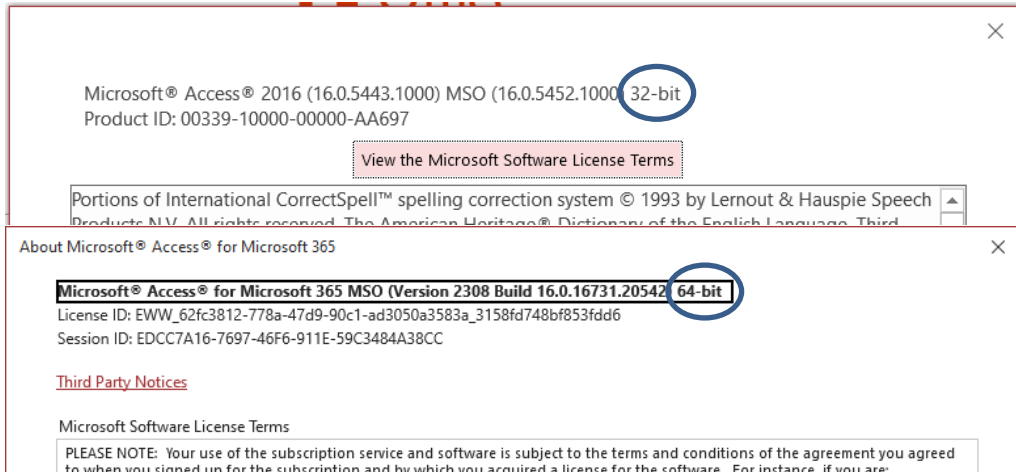 Microsoft® Access® 2016 (16.0.5443.1000) MSO (16.0.5452.1000) 32-bit
Product ID: 00339-10000-00000-AA697
View the Microsoft Software License Terms
Portions of International CorrectSpell™ spelling correction system © 1993 by Lernout & Hauspie Speech
Products N.V. All rights reserved. The American Heritage® Dictionary of the English Language, Third
About Microsoft® Access® for Microsoft 365
Microsoft® Access® for Microsoft 365 MSO (Version 2308 Build 16.0.16731.20542) 64-bit
License ID: EWW_62fc3812-778a-47d9-90c1-ad3050a3583a_3158fd748bf853fdd6
Session ID: EDCC7A16-7697-46F6-911E-59C3484A38CC
Third Party Notices
Microsoft Software License Terms
PLEASE NOTE: Your use of the subscription service and software is subject to the terms and conditions of the agreement you agreed
to when you signed up for the subscription and by which you acquired a license for the software. For instance, if you are: